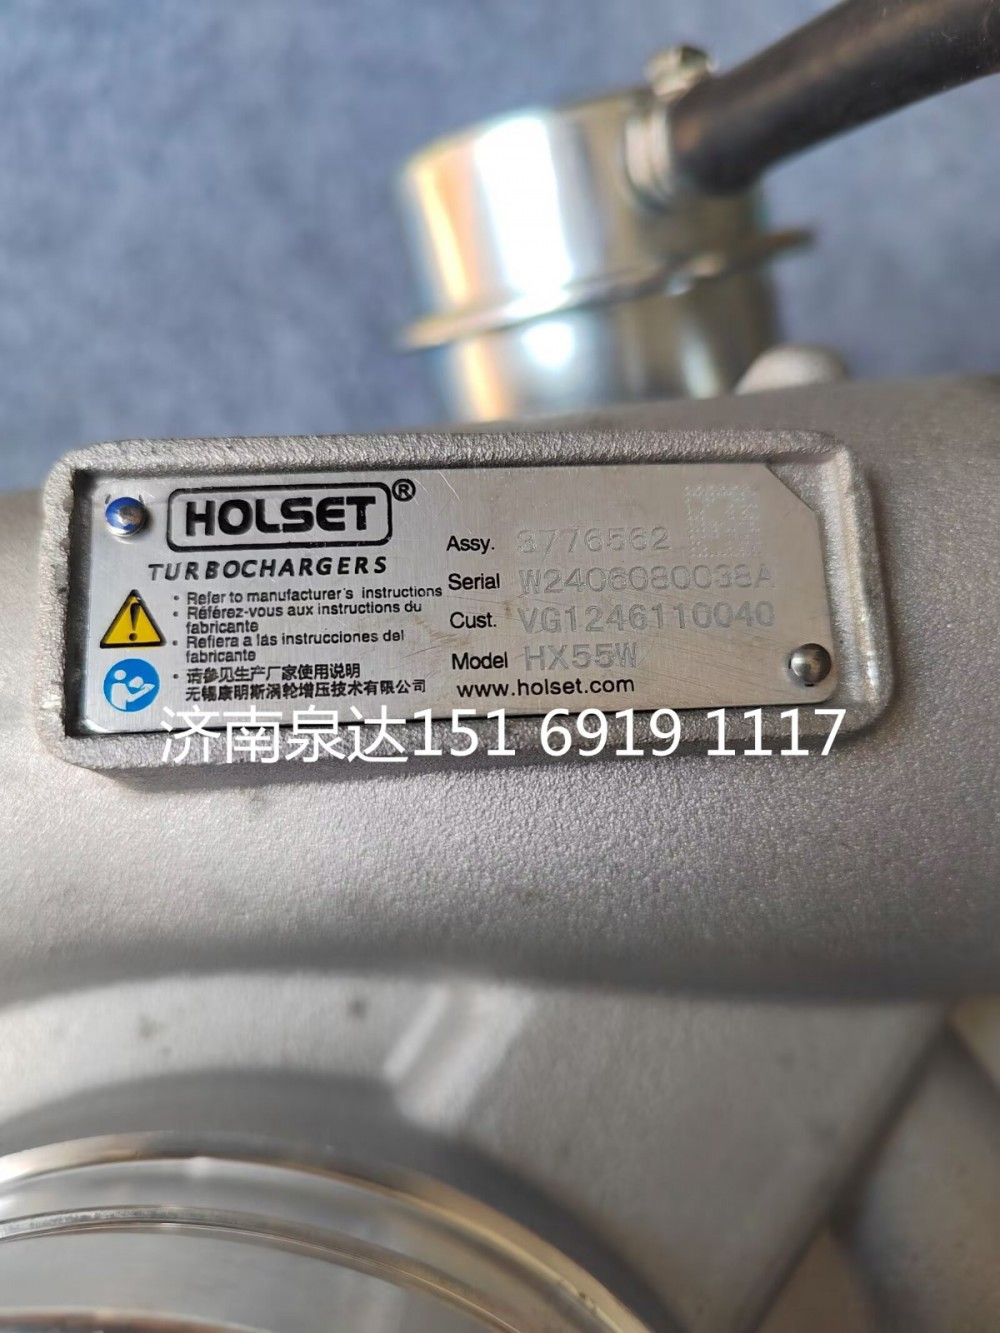 HOLSET®
TURBOCHARGERS
• Refer to manufacturer's instructions
• Référez-vous aux instructions du
fabricante
• Refiera a las instrucciones del
fabricante
• 请参见生产厂家使用说明
无锡康明斯涡轮增压技术有限公司
Assy. 3776562
Serial W2406080038A
Cust. VG1246110040
Model HX55W
www.holset.com
济南泉达151 6919 1117